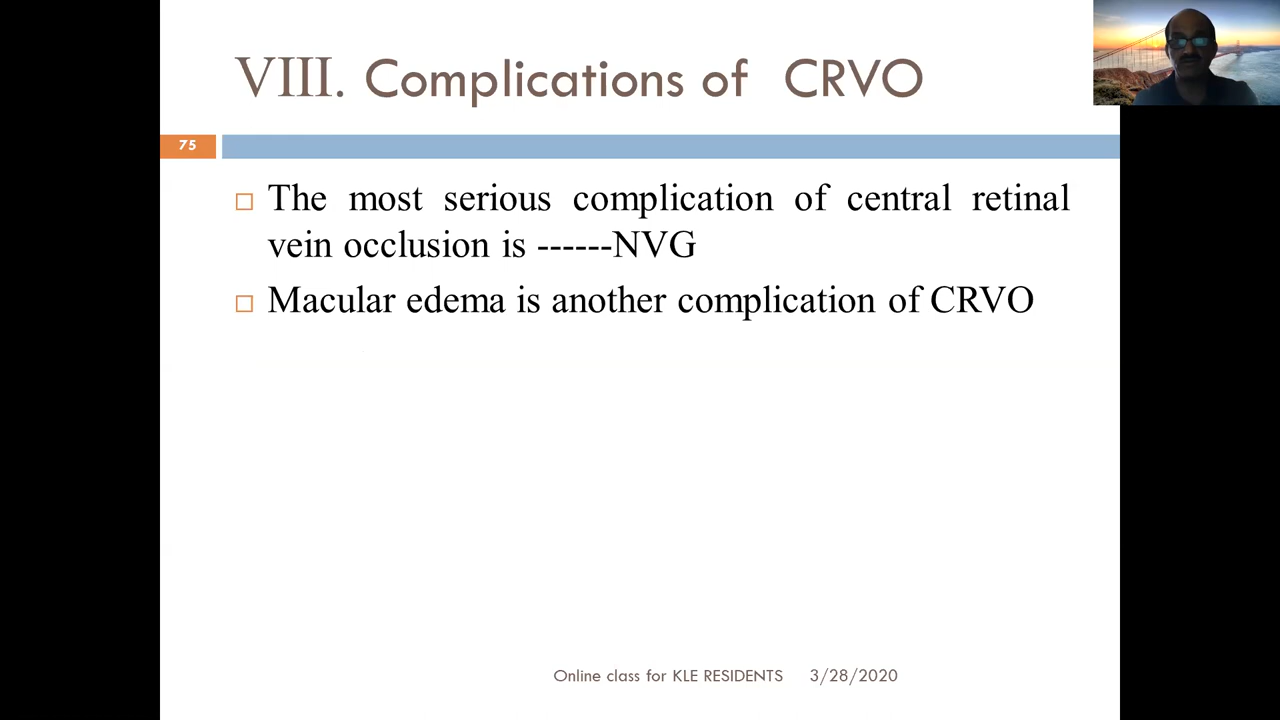 VIII. Complications of CRVO
75
The most serious complication of central retinal
vein occlusion is ------NVG
Macular edema is another complication of CRVO
Online class for KLE RESIDENTS 3/28/2020